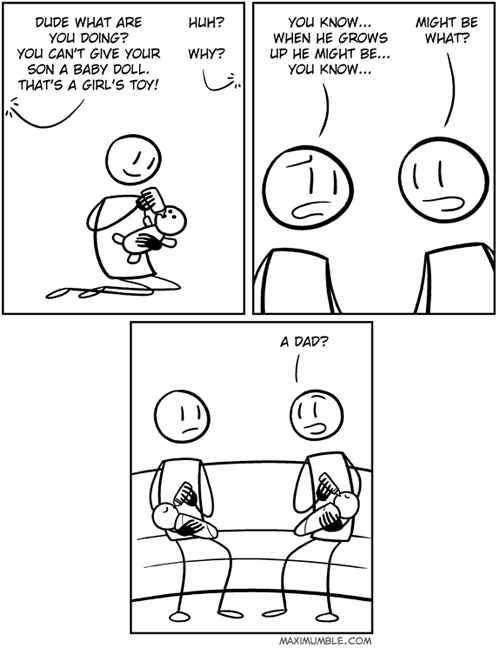 DUDE WHAT ARE
YOU DOING?
YOU CAN'T GIVE YOUR
SON A BABY DOLL.
THAT'S A GIRL'S TOY!
HUH?
WHY?
YOU KNOW...
WHEN HE GROWS
UP HE MIGHT BE...
YOU KNOW...
MIGHT BE
WHAT?
A DAD?
MAXIMUMBLE.COM